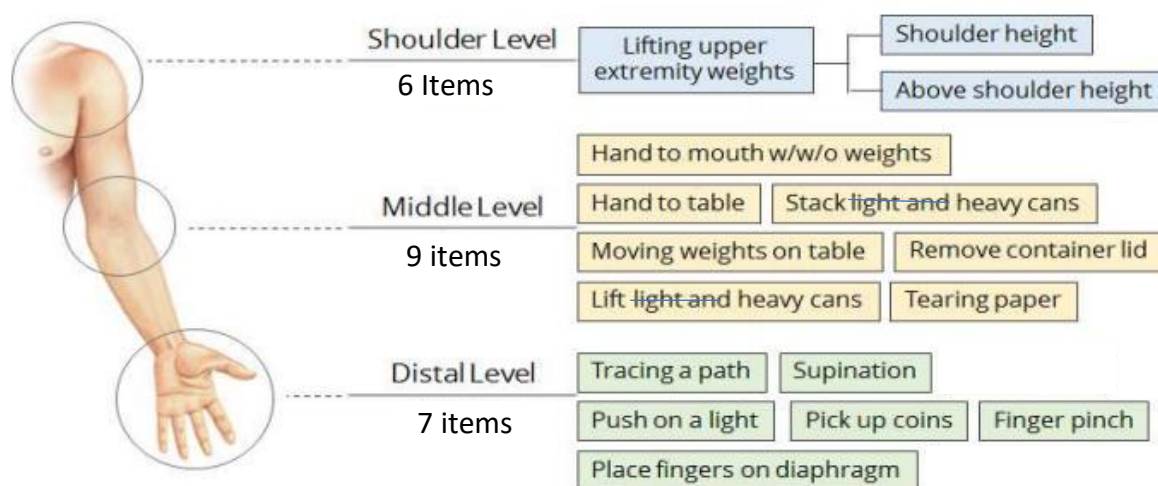 Shoulder Level
6 Items
Lifting upper
extremity weights
Shoulder height
Above shoulder height
Middle Level
9 items
Hand to mouth w/w/o weights
Hand to table
Stack light and heavy cans
Moving weights on table
Remove container lid
Lift light and heavy cans
Tearing paper
Distal Level
7 items
Tracing a path
Supination
Push on a light
Pick up coins
Finger pinch
Place fingers on diaphragm